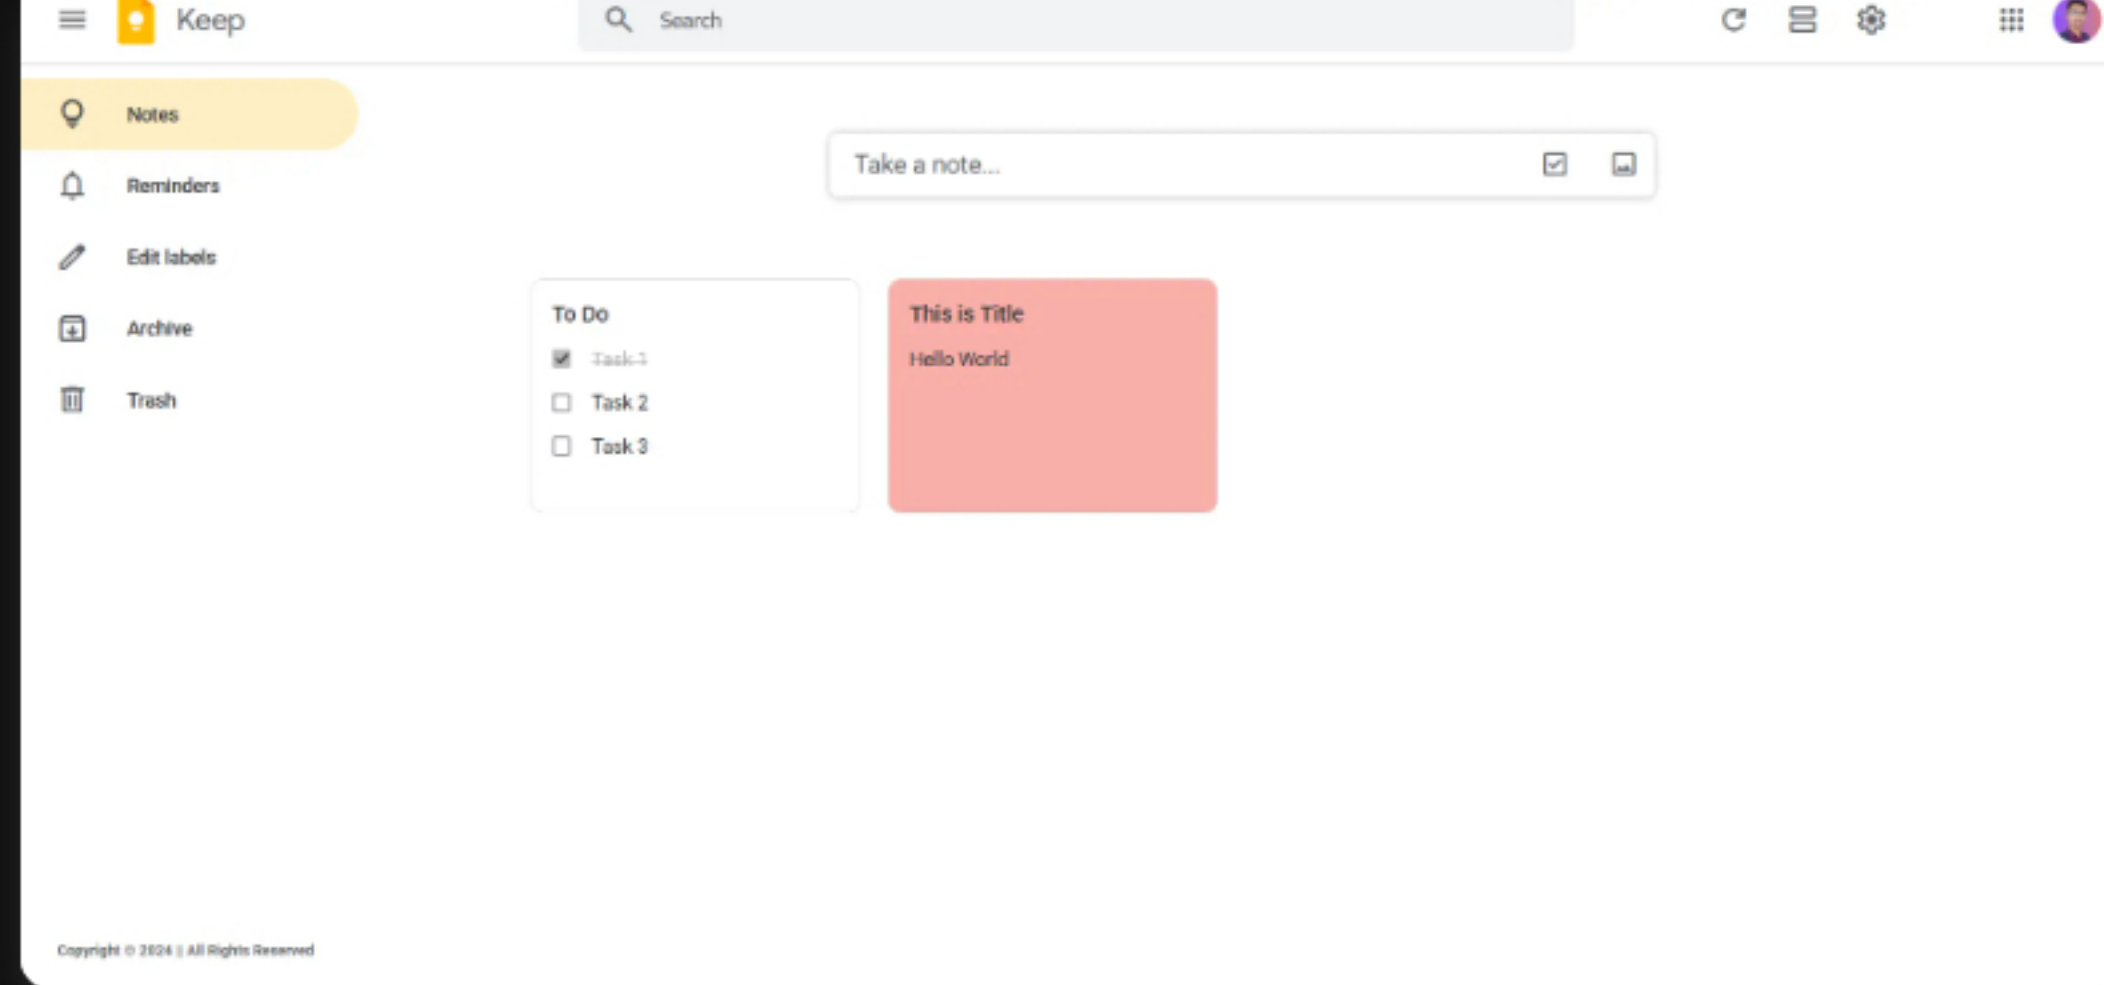 Keep
Search
Notes
Reminders
Edit labels
Archive
Trash
Take a note...
To Do
Task 1
Task 2
Task 3
This is Title
Hello World
Copyright © 2024 || All Rights Reserved